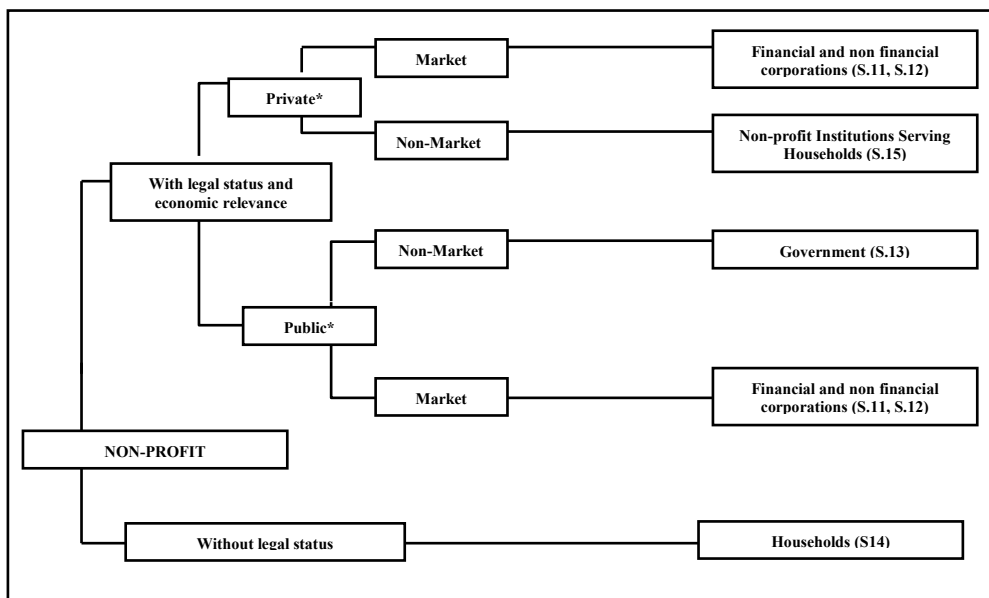 Market
Financial and non financial
corporations (S.11, S.12)
Private*
Non-Market
Non-profit Institutions Serving
Households (S.15)
With legal status and
economic relevance
Non-Market
Government (S.13)
Public*
Market
Financial and non financial
corporations (S.11, S.12)
NON-PROFIT
Without legal status
Households (S14)